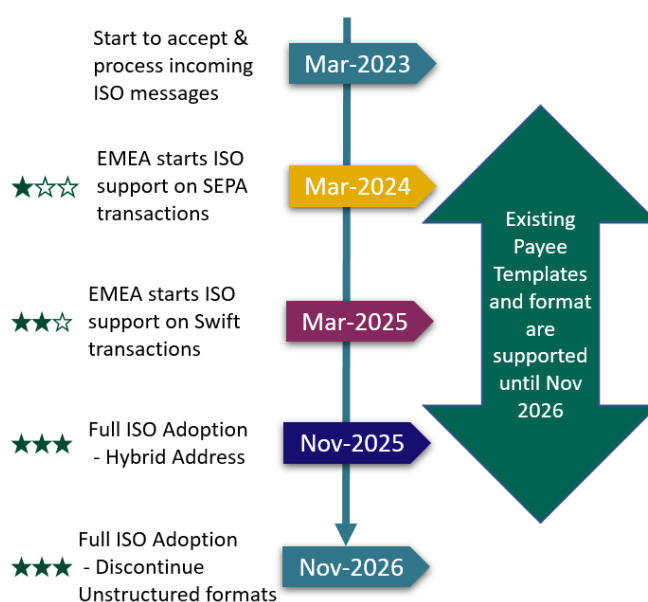 Start to accept &
process incoming
ISO messages
Mar-2023
EMEA starts ISO
support on SEPA
transactions
Mar-2024
EMEA starts ISO
support on Swift
transactions
Mar-2025
Full ISO Adoption
- Hybrid Address
Nov-2025
Full ISO Adoption
- Discontinue
Unstructured formats
Nov-2026
Existing
Payee
Templates
and format
are
supported
until Nov
2026